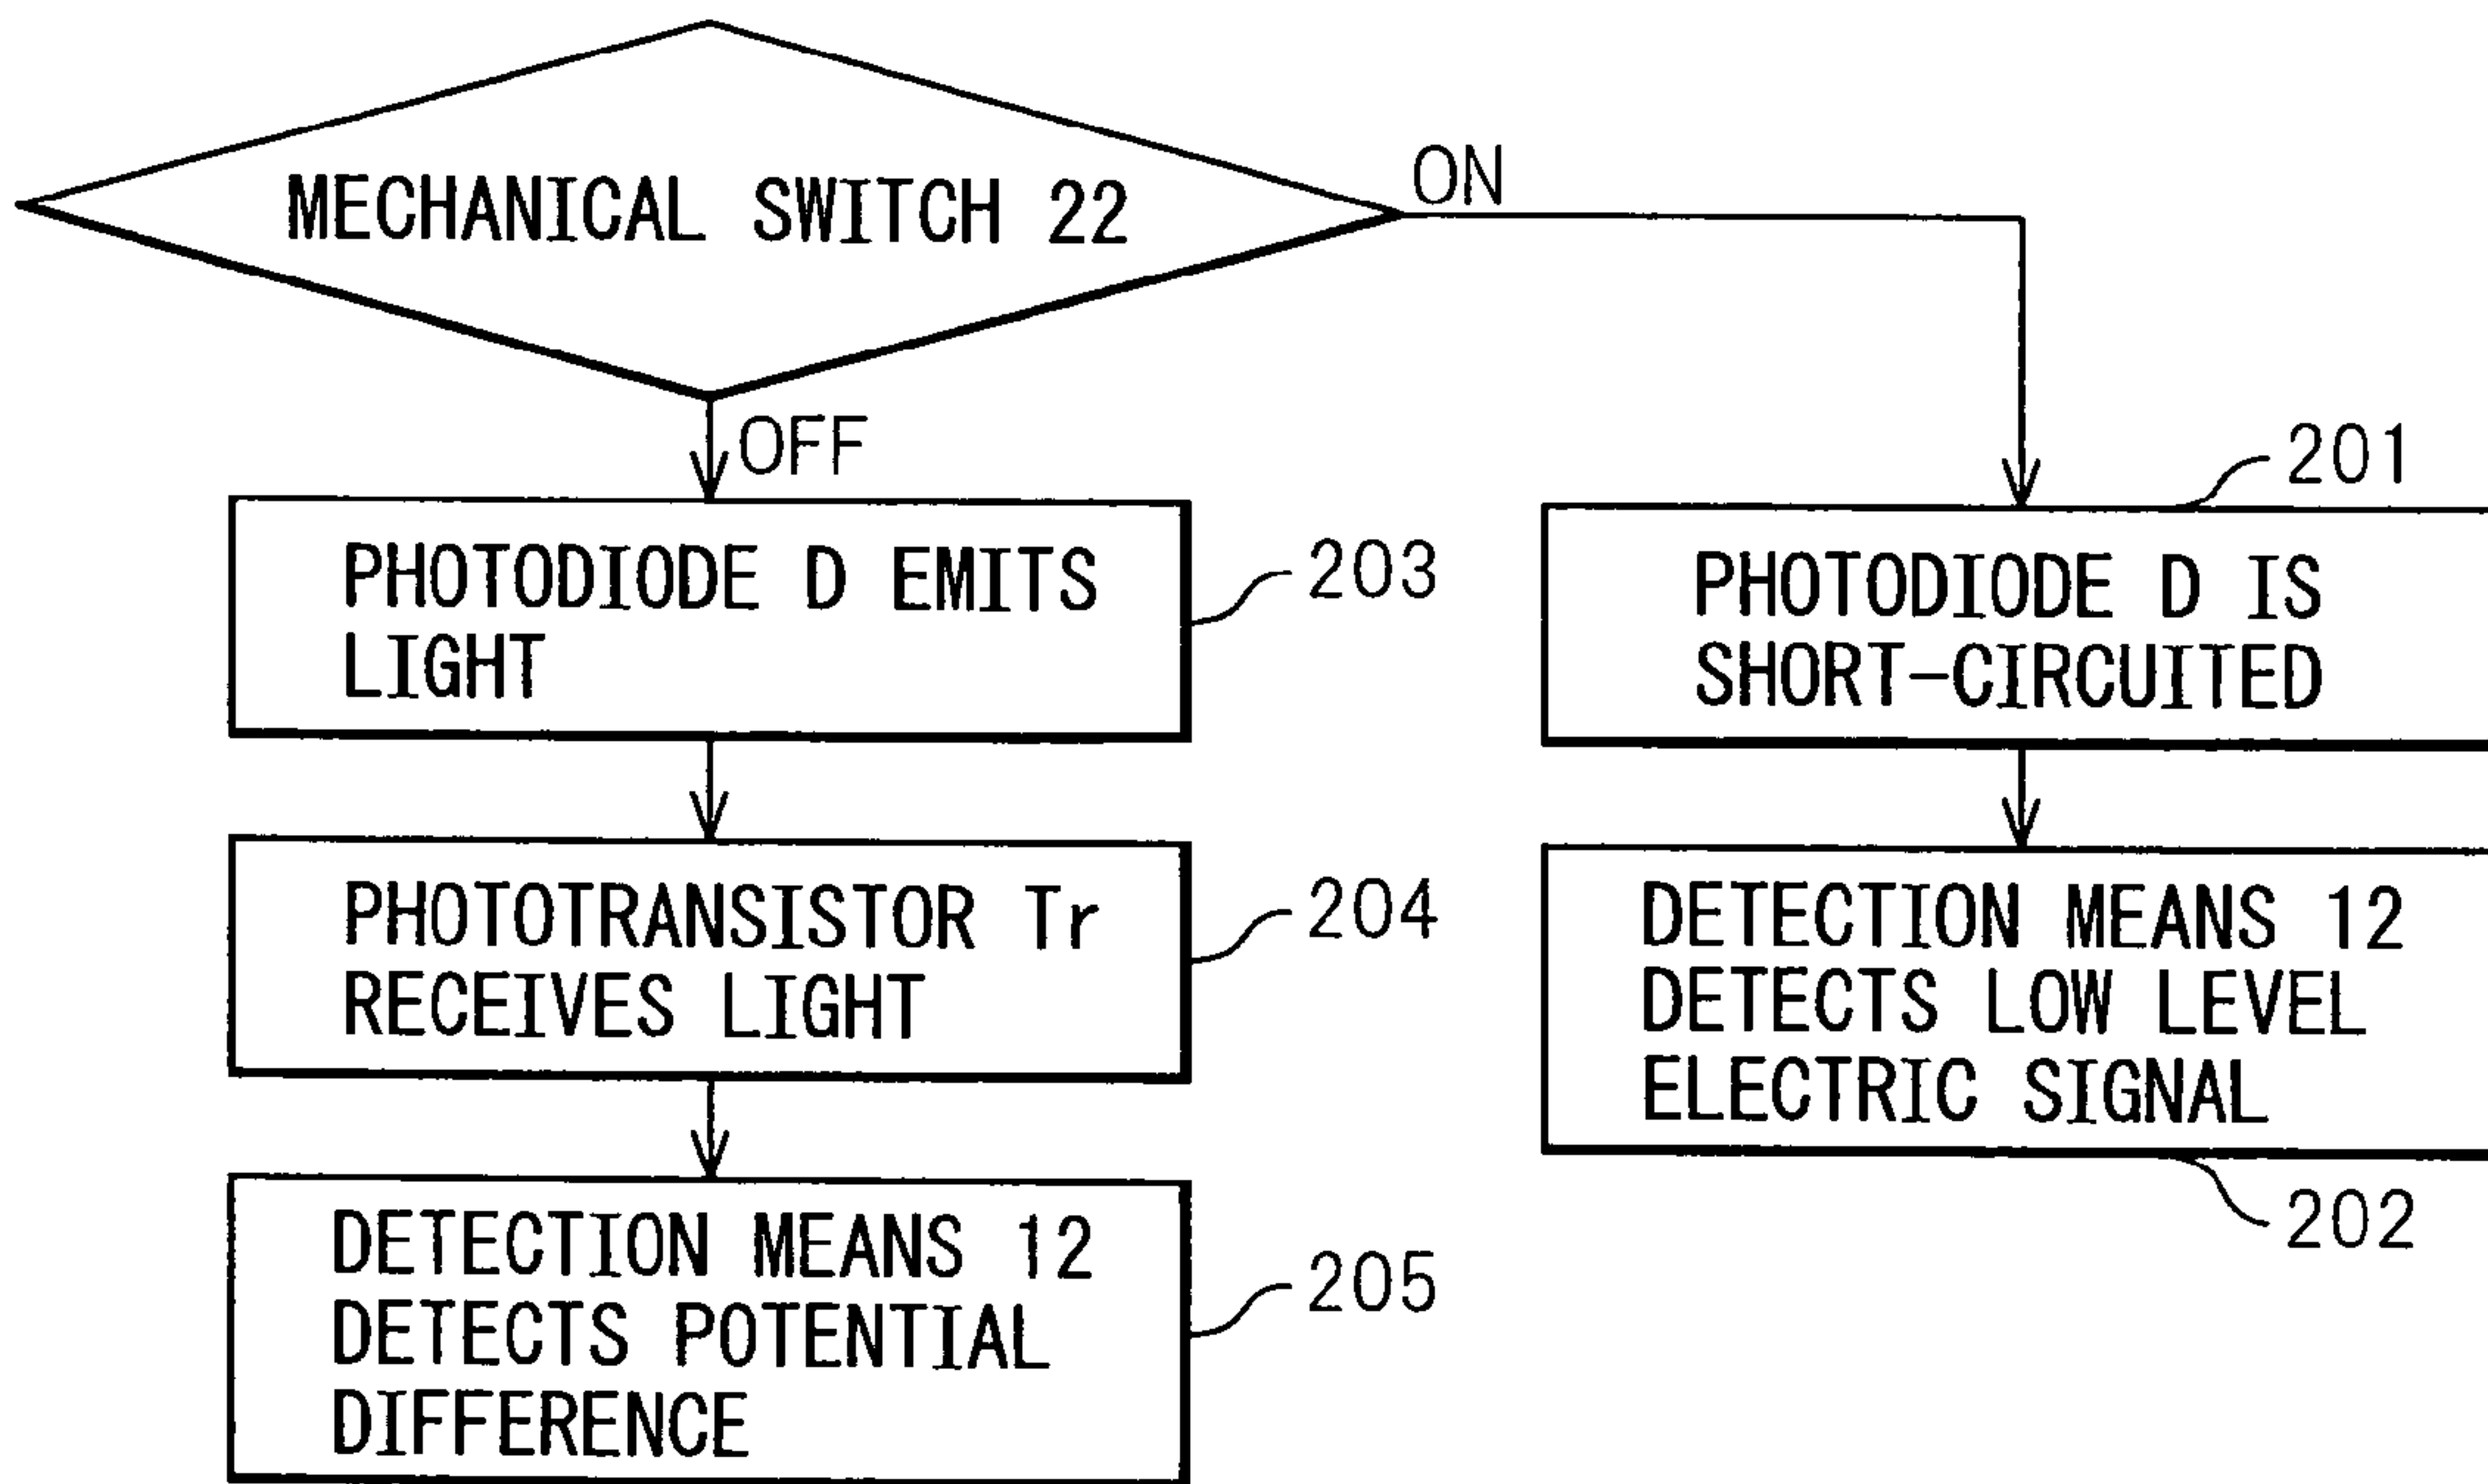 MECHANICAL SWITCH 22
ON
OFF
201
PHOTODIODE D EMITS
LIGHT
203
PHOTODIODE D IS
SHORT-CIRCUITED
PHOTOTRANSISTOR Tr
RECEIVES LIGHT
204
DETECTION MEANS 12
DETECTS LOW LEVEL
ELECTRIC SIGNAL
202
DETECTION MEANS 12
DETECTS POTENTIAL
DIFFERENCE
205